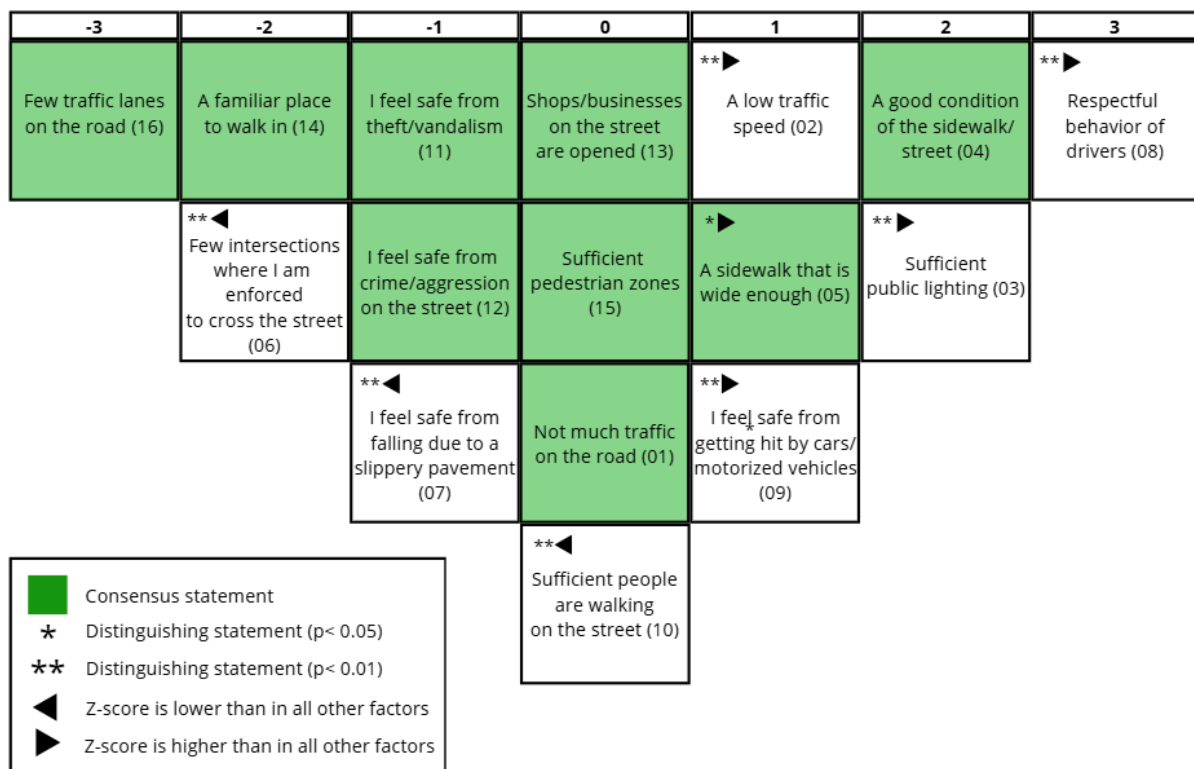 -3 -2 -1 0 1 2 3
Few traffic lanes
on the road (16)
A familiar place
to walk in (14)
I feel safe from
theft/vandalism
(11)
Shops/businesses
on the street
are opened (13)
**
A low traffic
speed (02)
A good condition
of the sidewalk/
street (04)
**
Respectful
behavior of
drivers (08)
**
Few intersections
where I am
enforced
to cross the street
(06)
I feel safe from
crime/aggression
on the street (12)
Sufficient
pedestrian zones
(15)
*
A sidewalk that is
wide enough (05)
**
Sufficient
public lighting (03)
**
I feel safe from
falling due to a
slippery pavement
(07)
Not much traffic
on the road (01)
**
I feel safe from
*
getting hit by cars/
motorized vehicles
(09)
**
Sufficient people
are walking
on the street (10)
Consensus statement
* Distinguishing statement (p< 0.05)
** Distinguishing statement (p< 0.01)
Z-score is lower than in all other factors
Z-score is higher than in all other factors